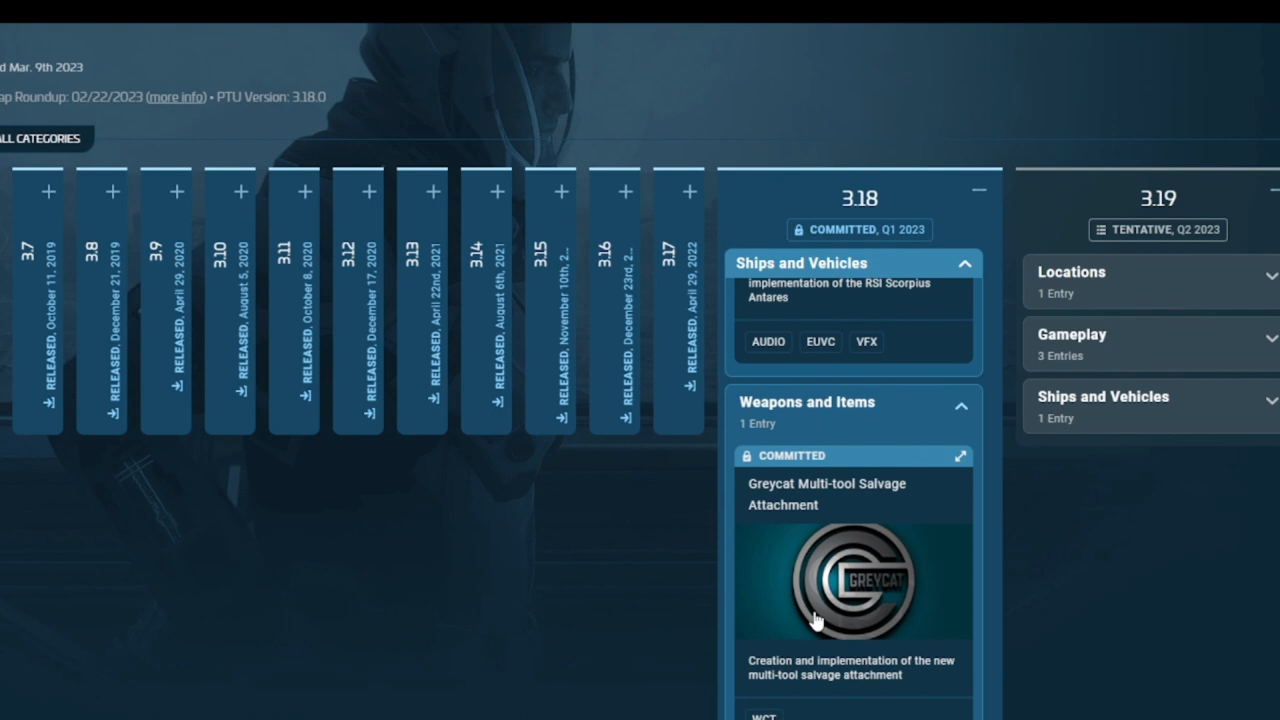 d Mar. 9th 2023
ap Roundup: 02/22/2023 (more info) • PTU Version: 3.18.0
ALL CATEGORIES
3.7
RELEASED, October 11, 2019
3.8
RELEASED, December 21, 2019
3.9
RELEASED, April 29, 2020
3.10
RELEASED, August 5, 2020
3.11
RELEASED, October 8, 2020
3.12
RELEASED, December 17, 2020
3.13
RELEASED, April 22nd, 2021
3.14
RELEASED, August 6th, 2021
3.15
RELEASED, November 10th, 2...
3.16
RELEASED, December 23rd, 2...
3.17
RELEASED, April 29, 2022
3.18
COMMITTED, Q1 2023
Ships and Vehicles
implementation of the RSI Scorpius
Antares
AUDIO EUVC VFX
Weapons and Items
1 Entry
COMMITTED
Greycat Multi-tool Salvage
Attachment
GREYCAT
Creation and implementation of the new
multi-tool salvage attachment
WCT
3.19
TENTATIVE, Q2 2023
Locations
1 Entry
Gameplay
3 Entries
Ships and Vehicles
1 Entry